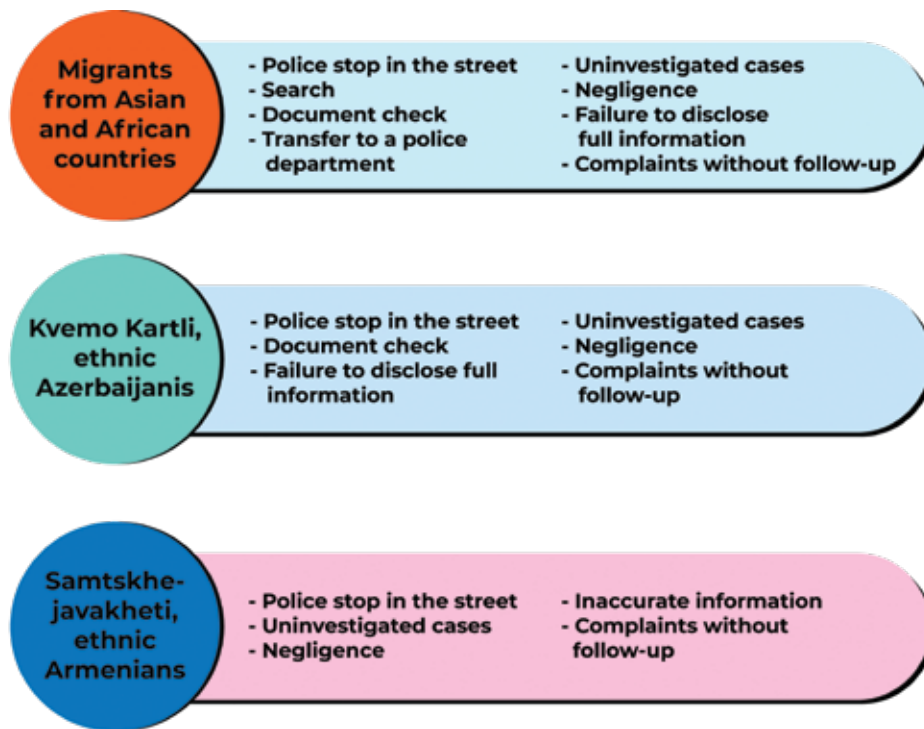 Migrants
from Asian
and African
countries
- Police stop in the street
- Search
- Document check
- Transfer to a police
department
- Uninvestigated cases
- Negligence
- Failure to disclose
full information
- Complaints without follow-up
Kvemo Kartli,
ethnic
Azerbaijanis
- Police stop in the street
- Document check
- Failure to disclose full
information
- Uninvestigated cases
- Negligence
- Complaints without
follow-up
Samtskhe-
javakheti,
ethnic
Armenians
- Police stop in the street
- Uninvestigated cases
- Negligence
- Inaccurate information
- Complaints without
follow-up